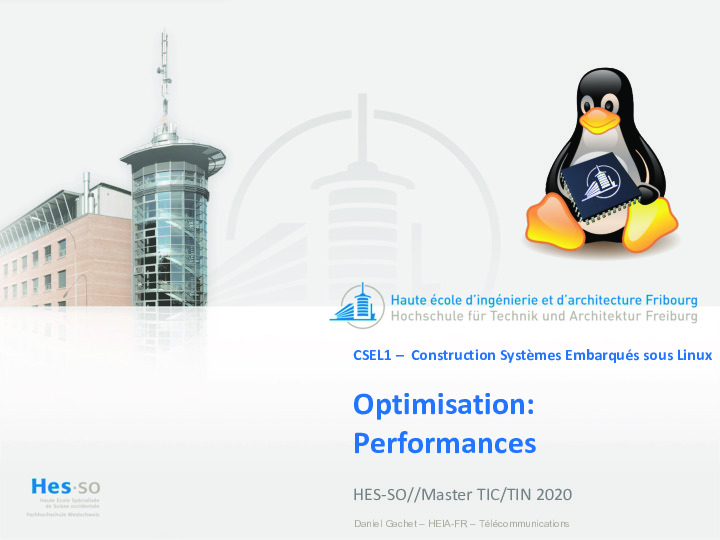 Haute école d'ingénierie et d'architecture Fribourg
Hochschule für Technik und Architektur Freiburg
CSEL1 – Construction Systèmes Embarqués sous Linux
Optimisation:
Performances
HES-SO//Master TIC/TIN 2020
Daniel Gachet – HEIA-FR – Télécommunications
Hes·so
Haute Ecole Spécialisée
de Suisse occidentale
Fachhochschule Westschweiz